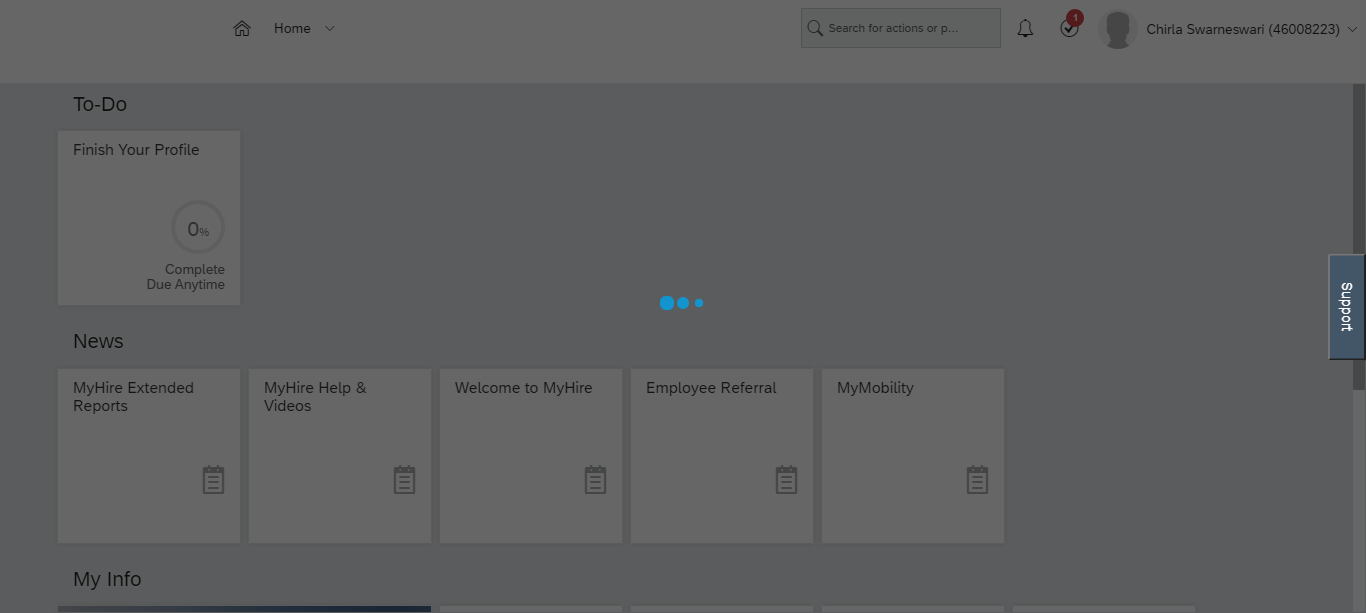 Home
Search for actions or p...
1
Chirla Swarneswari (46008223)
To-Do
Finish Your Profile
0%
Complete
Due Anytime
Support
News
MyHire Extended
Reports
MyHire Help &
Videos
Welcome to MyHire
Employee Referral
MyMobility
My Info